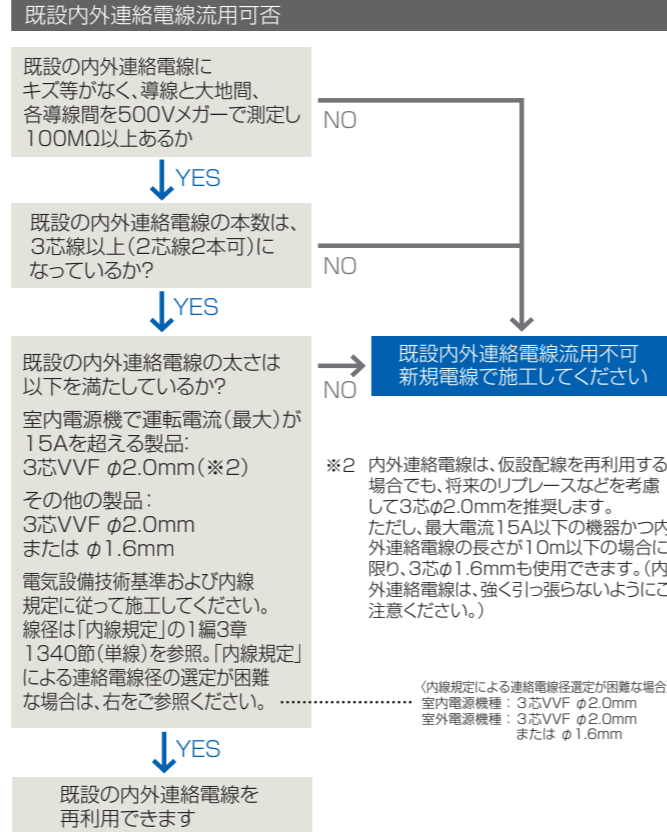 既設内外連絡電線流用可否
既設の内外連絡電線に
キズ等がなく、導線と大地間、
各導線間を500Vメガーで測定し
100MΩ以上あるか
NO
YES
既設の内外連絡電線の本数は、
3芯線以上(2芯線2本可)に
なっているか?
NO
YES
既設の内外連絡電線の太さは
以下を満たしているか?
室内電源機で運転電流(最大)が
15Aを超える製品:
3芯VVF φ2.0mm(※2)
その他の製品:
3芯VVF φ2.0mm
または φ1.6mm
電気設備技術基準および内線
規定に従って施工してください。
線径は「内線規定」の1編3章
1340節(単線)を参照。「内線規定」
による連絡電線径の選定が困難
な場合は、右をご参照ください。
NO
既設内外連絡電線流用不可
新規電線で施工してください
※2 内外連絡電線は、仮設配線を再利用する
場合でも、将来のリプレースなどを考慮
して3芯φ2.0mmを推奨します。
ただし、最大電流15A以下の機器かつ内
外連絡電線の長さが10m以下の場合に
限り、3芯φ1.6mmも使用できます。(内
外連絡電線は、強く引っ張らないようにご
注意ください。)
〈内線規定による連絡電線径選定が困難な場合
室内電源機種:3芯VVF φ2.0mm
室外電源機種:3芯VVF φ2.0mm
または φ1.6mm
YES
既設の内外連絡電線を
再利用できます